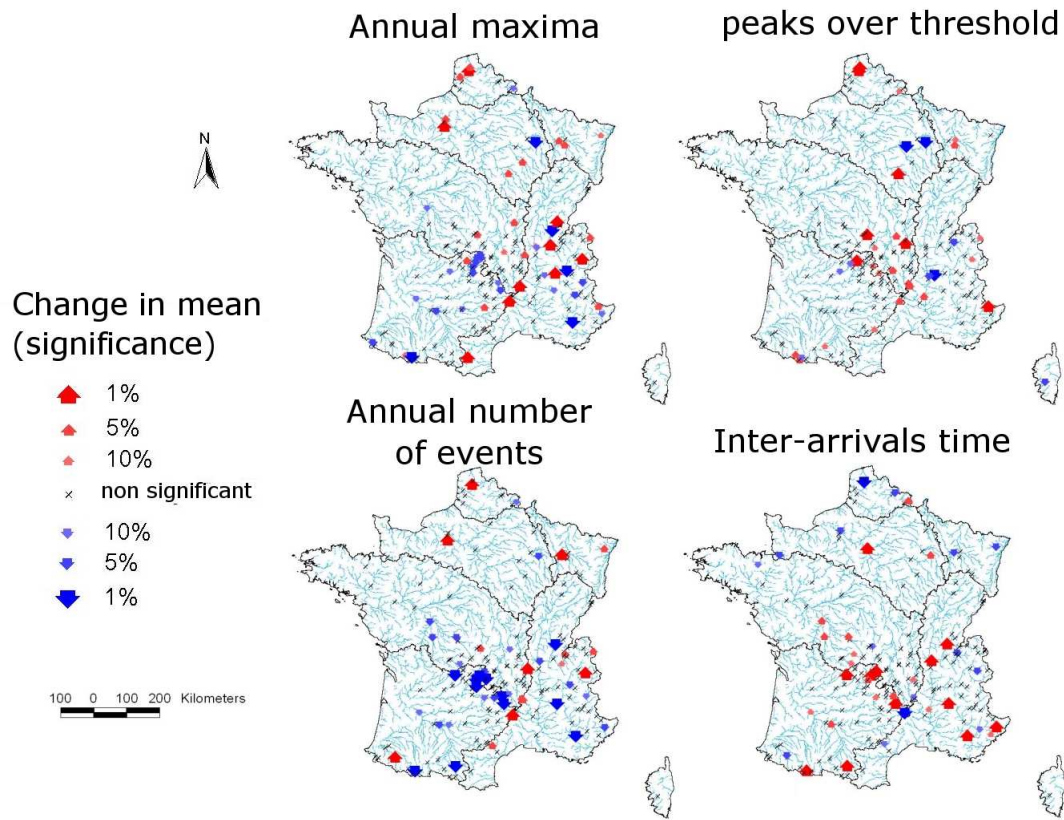 Annual maxima
peaks over threshold
N
Change in mean
(significance)
1%
5%
10%
non significant
10%
5%
1%
100 0 100 200 Kilometers
Annual number
of events
Inter-arrivals time